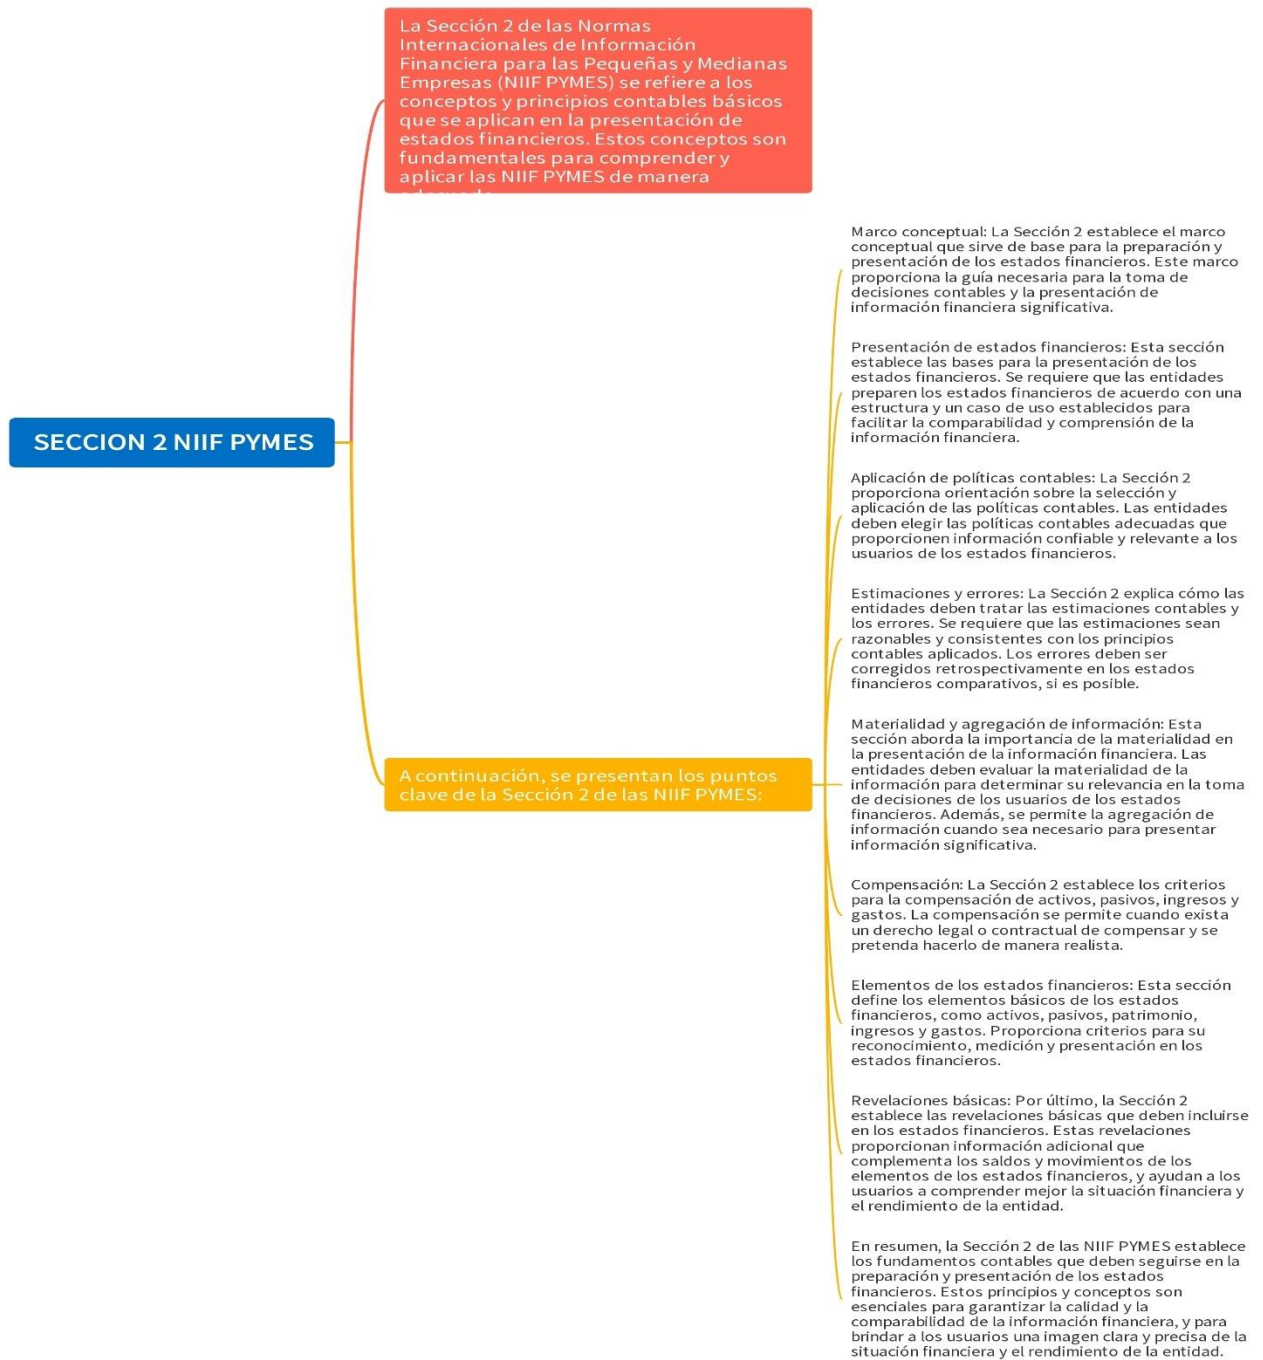 La Sección 2 de las Normas
Internacionales de Información
Financiera para las Pequeñas y Medianas
Empresas (NIIF PYMES) se refiere a los
conceptos y principios contables básicos
que se aplican en la presentación de
estados financieros. Estos conceptos son
fundamentales para comprender y
aplicar las NIIF PYMES de manera
SECCION 2 NIIF PYMES
A continuación, se presentan los puntos
clave de la Sección 2 de las NIIF PYMES:
Marco conceptual: La Sección 2 establece el marco
conceptual que sirve de base para la preparación y
presentación de los estados financieros. Este marco
proporciona la guía necesaria para la toma de
decisiones contables y la presentación de
información financiera significativa.
Presentación de estados financieros: Esta sección
establece las bases para la presentación de los
estados financieros. Se requiere que las entidades
preparen los estados financieros de acuerdo con una
estructura y un caso de uso establecidos para
facilitar la comparabilidad y comprensión de la
información financiera.
Aplicación de políticas contables: La Sección 2
proporciona orientación sobre la selección y
aplicación de las políticas contables. Las entidades
deben elegir las políticas contables adecuadas que
proporcionen información confiable y relevante a los
usuarios de los estados financieros.
Estimaciones y errores: La Sección 2 explica cómo las
entidades deben tratar las estimaciones contables y
los errores. Se requiere que las estimaciones sean
razonables y consistentes con los principios
contables aplicados. Los errores deben ser
corregidos retrospectivamente en los estados
financieros comparativos, si es posible.
Materialidad y agregación de información: Esta
sección aborda la importancia de la materialidad en
la presentación de la información financiera. Las
entidades deben evaluar la materialidad de la
información para determinar su relevancia en la toma
de decisiones de los usuarios de los estados
financieros. Además, se permite la agregación de
información cuando sea necesario para presentar
información significativa.
Compensación: La Sección 2 establece los criterios
para la compensación de activos, pasivos, ingresos y
gastos. La compensación se permite cuando exista
un derecho legal o contractual de compensar y se
pretenda hacerlo de manera realista.
Elementos de los estados financieros: Esta sección
define los elementos básicos de los estados
financieros, como activos, pasivos, patrimonio,
ingresos y gastos. Proporciona criterios para su
reconocimiento, medición y presentación en los
estados financieros.
Revelaciones básicas: Por último, la Sección 2
establece las revelaciones básicas que deben incluirse
en los estados financieros. Estas revelaciones
proporcionan información adicional que
complementa los saldos y movimientos de los
elementos de los estados financieros, y ayudan a los
usuarios a comprender mejor la situación financiera y
el rendimiento de la entidad.
En resumen, la Sección 2 de las NIIF PYMES establece
los fundamentos contables que deben seguirse en la
preparación y presentación de los estados
financieros. Estos principios y conceptos son
esenciales para garantizar la calidad y la
comparabilidad de la información financiera, y para
brindar a los usuarios una imagen clara y precisa de la
situación financiera y el rendimiento de la entidad.